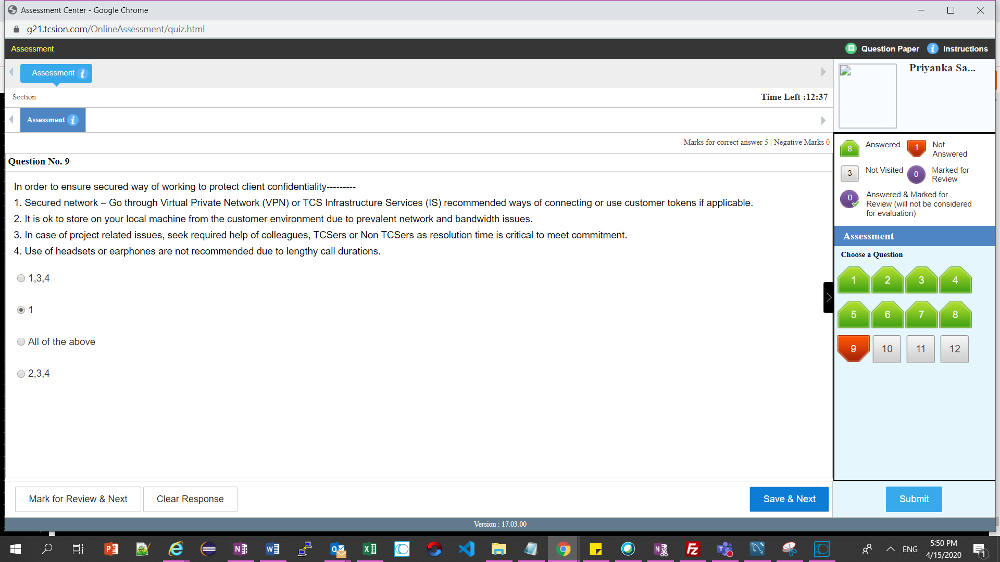 Assessment Center - Google Chrome
g21.tcsion.com/OnlineAssessment/quiz.html
Assessment
Question Paper
Instructions
Assessment
Priyanka Sa...
Section
Time Left :12:37
Assessment
Marks for correct answer 5 | Negative Marks 0
8 Answered
1 Not Answered
3 Not Visited
0 Marked for Review
0 Answered & Marked for Review (will not be considered for evaluation)
Question No. 9
In order to ensure secured way of working to protect client confidentiality---------
1. Secured network – Go through Virtual Private Network (VPN) or TCS Infrastructure Services (IS) recommended ways of connecting or use customer tokens if applicable.
2. It is ok to store on your local machine from the customer environment due to prevalent network and bandwidth issues.
3. In case of project related issues, seek required help of colleagues, TCSers or Non TCSers as resolution time is critical to meet commitment.
4. Use of headsets or earphones are not recommended due to lengthy call durations.
1,3,4
1
All of the above
2,3,4
Assessment
Choose a Question
1 2 3 4
5 6 7 8
9 10 11 12
Mark for Review & Next
Clear Response
Save & Next
Submit
Version : 17.03.00
ENG
5:50 PM
4/15/2020
1